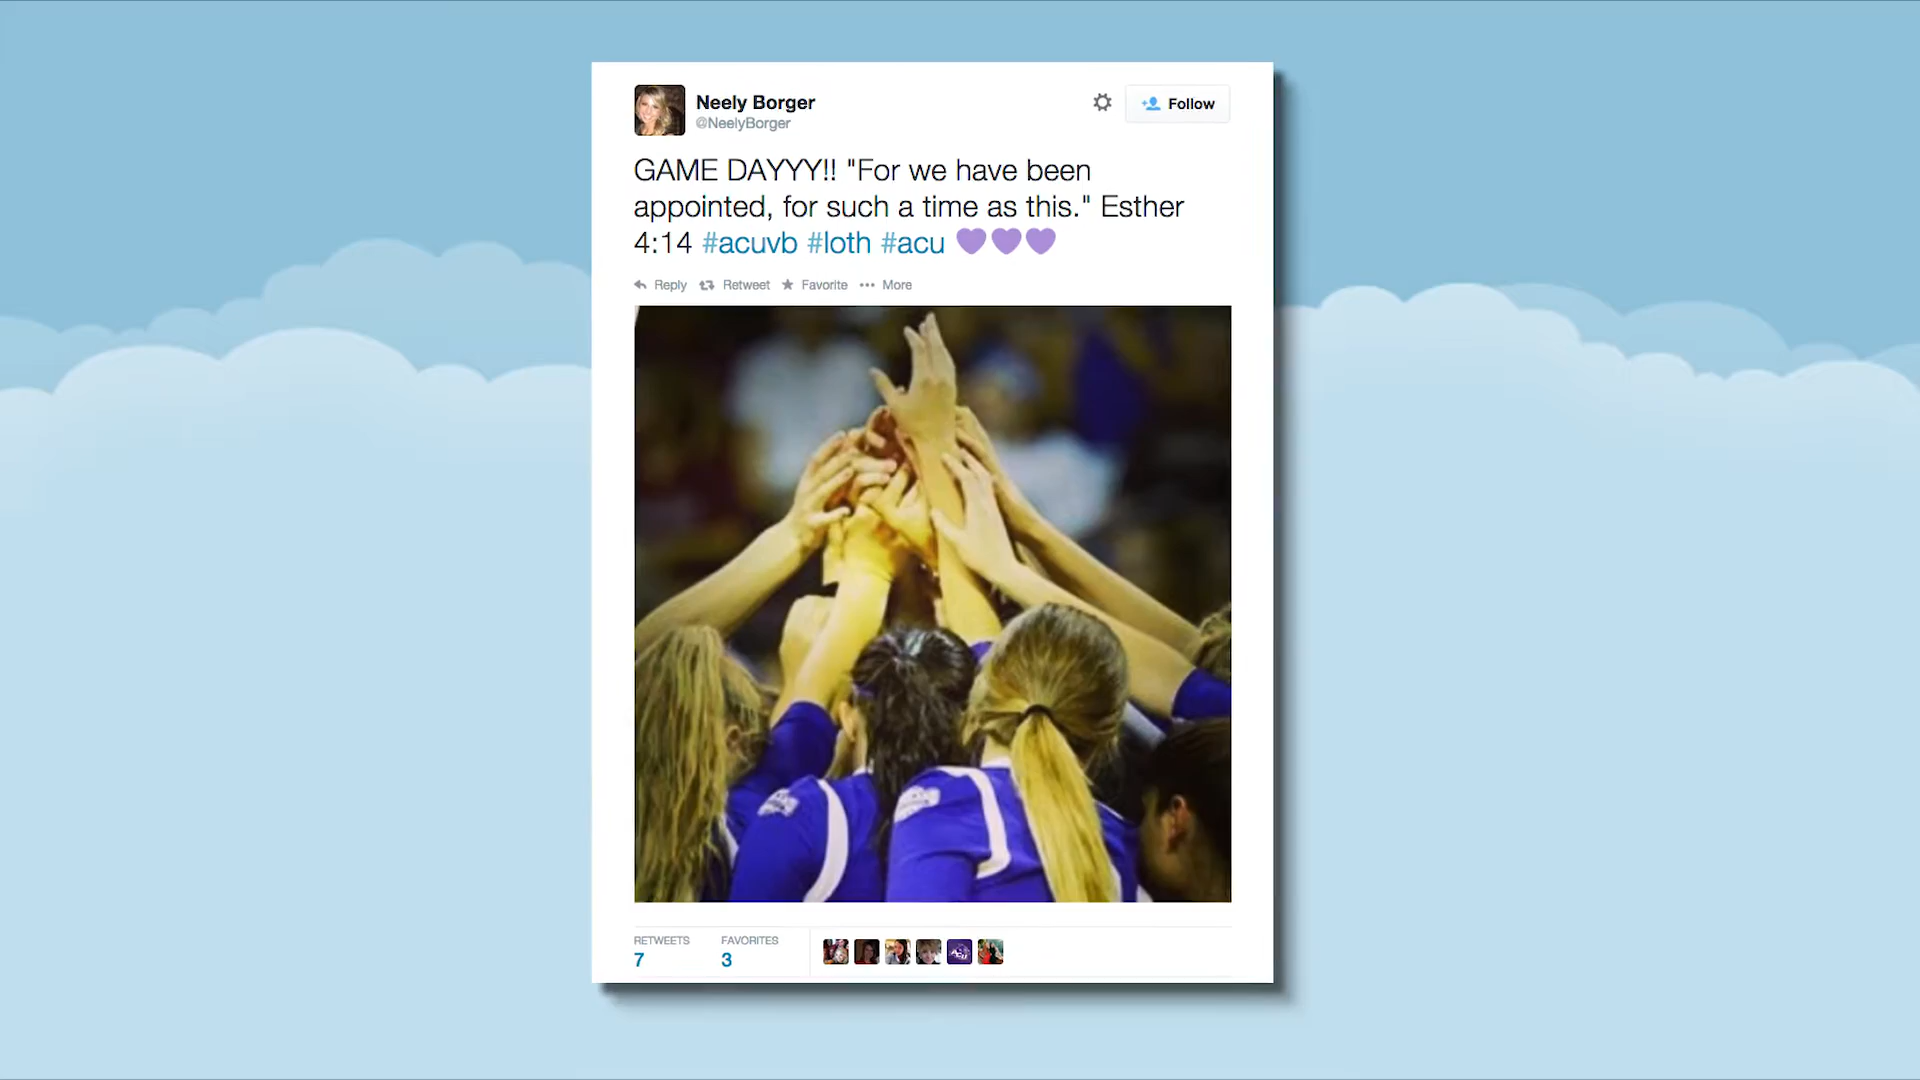 Neely Borger
@NeelyBorger
Follow
GAME DAYYY!! "For we have been
appointed, for such a time as this." Esther
4:14 #acuvb #loth #acu 💜💜💜
Reply Retweet Favorite More
RETWEETS FAVORITES
7 3
ACU